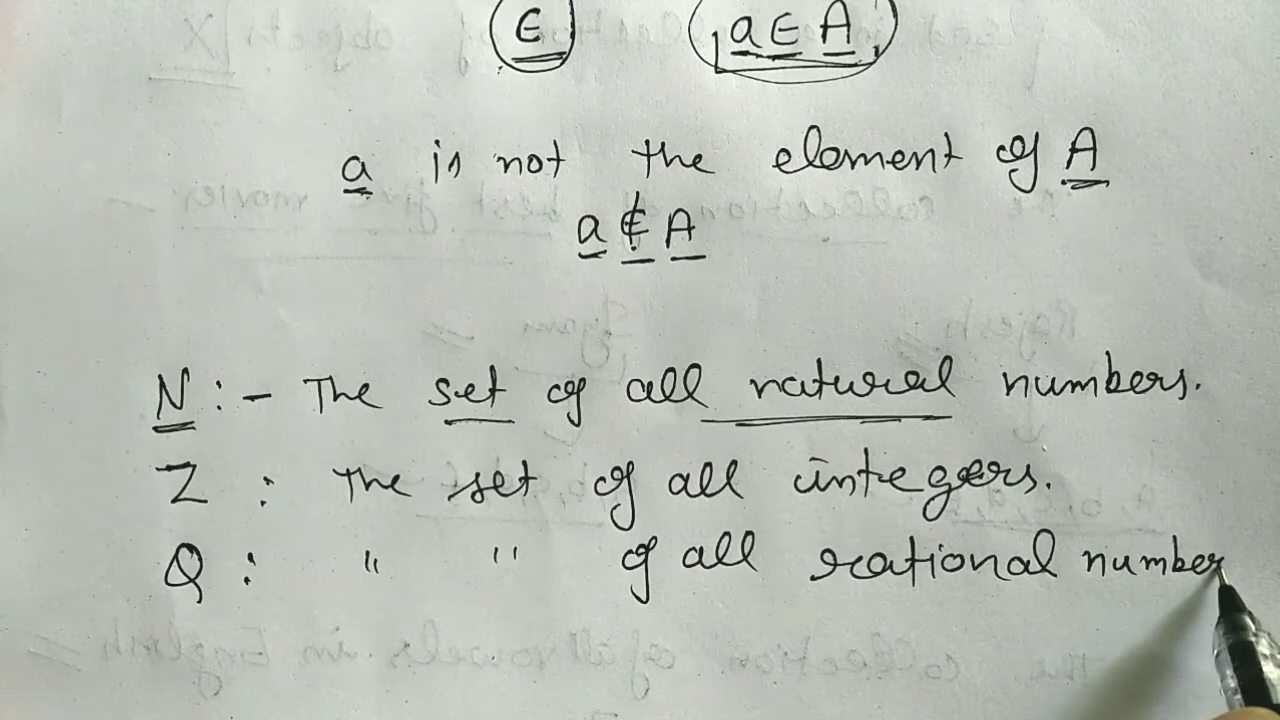 ∈ a ∈ A
a is not the element of A
a ∉ A
N :- The set of all natural numbers.
Z : The set of all integers.
Q : " " of all rational number